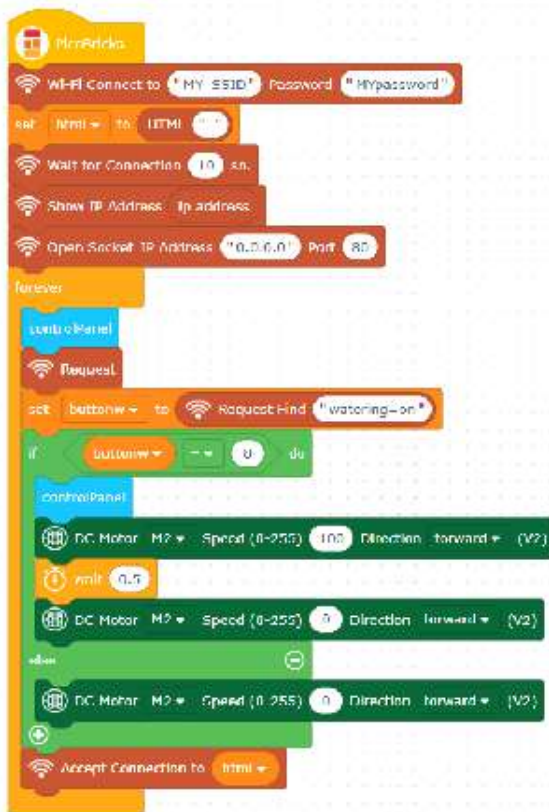 PicoBricks
Wi-Fi Connect to "MY SSID" Password "MYpassword"
set html to HTML " "
Wait for Connection 10 sn.
Show IP Address ip address
Open Socket IP Address "0.0.0.0" Port 80
forever
controlPanel
Request
set buttonw to Request Find "watering=on"
if buttonw = 8 do
controlPanel
DC Motor M2 Speed (0-255) 100 Direction forward (V2)
wait 0.5
DC Motor M2 Speed (0-255) 0 Direction forward (V2)
else
DC Motor M2 Speed (0-255) 0 Direction forward (V2)
Accept Connection to html